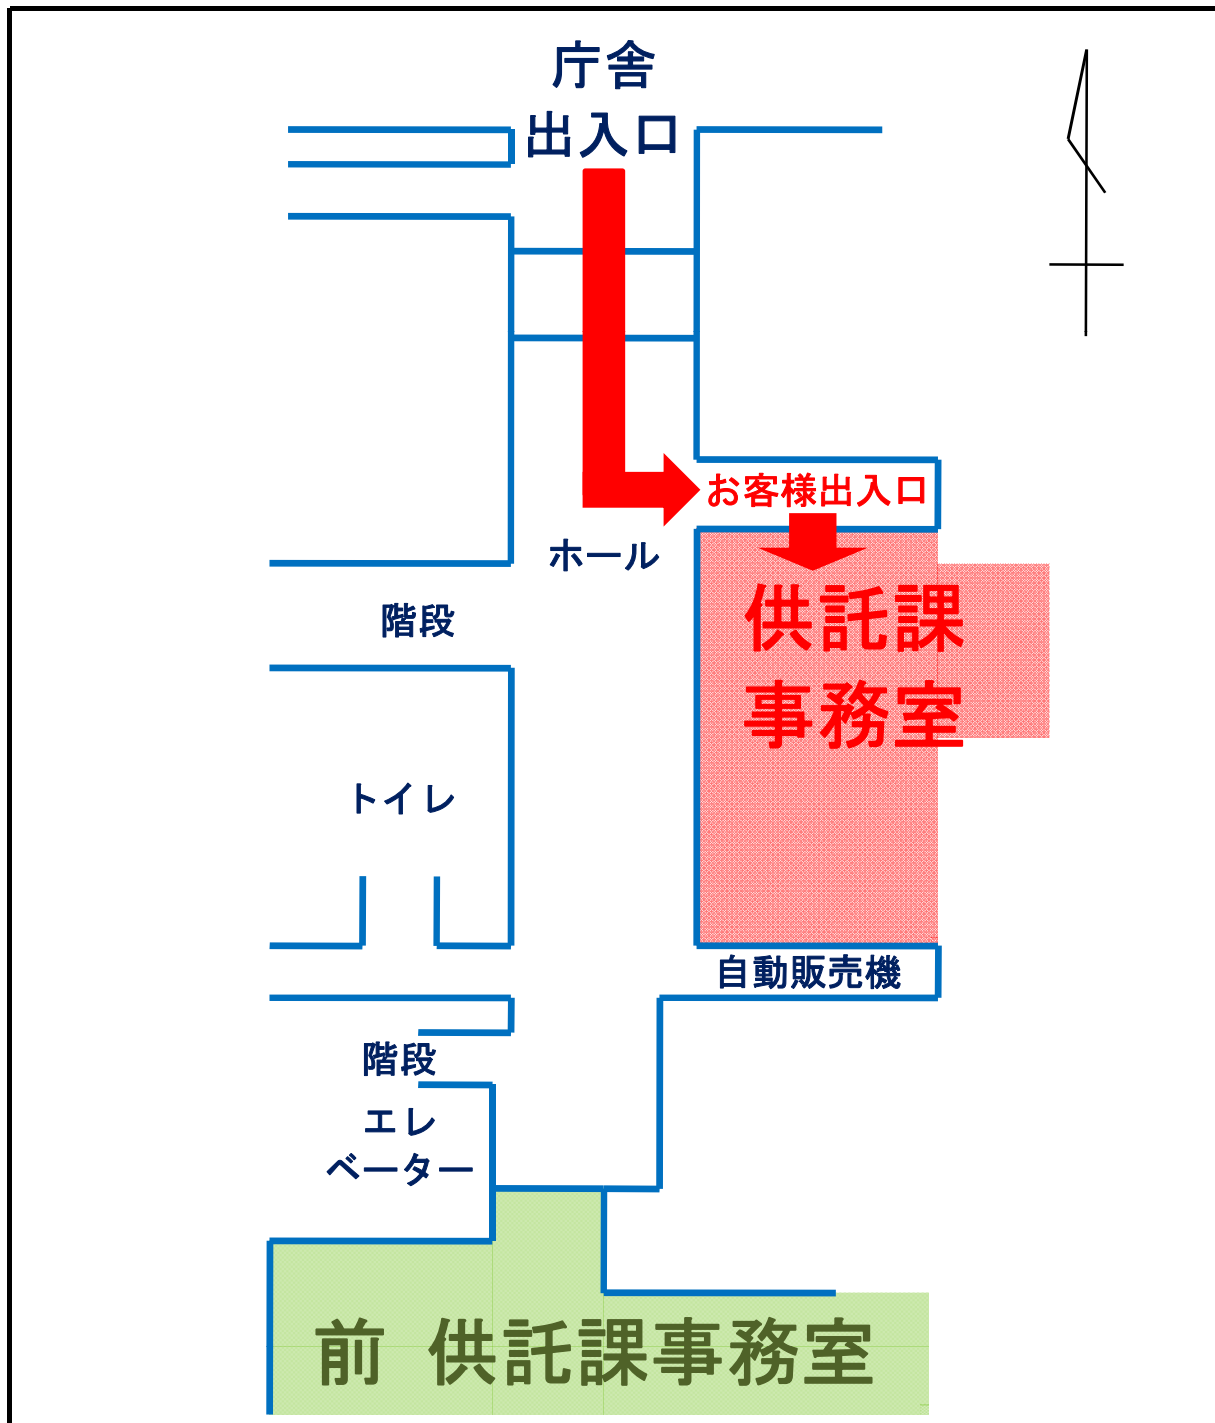 庁舎
出入口
お客様出入口
ホール
供託課
事務室
階段
トイレ
自動販売機
階段
エレ
ベーター
前 供託課事務室